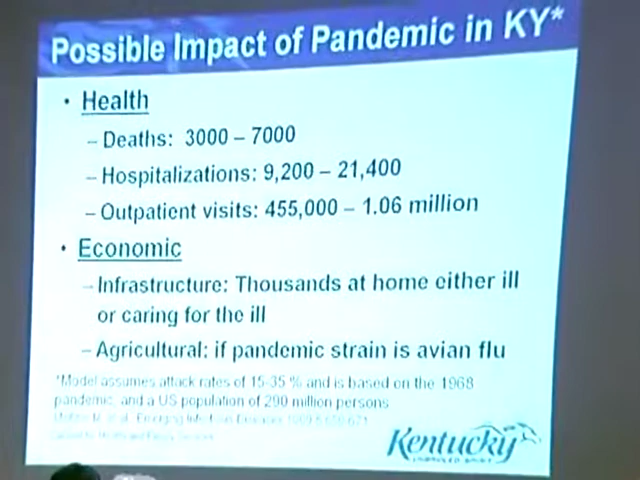 Possible Impact of Pandemic in KY*
• Health
– Deaths: 3000 – 7000
– Hospitalizations: 9,200 – 21,400
– Outpatient visits: 455,000 – 1.06 million
• Economic
– Infrastructure: Thousands at home either ill
or caring for the ill
– Agricultural: if pandemic strain is avian flu
*Model assumes attack rates of 15-35 % and is based on the 1968
pandemic, and a US population of 290 million persons
Kentucky
UNBRIDLED SPIRIT